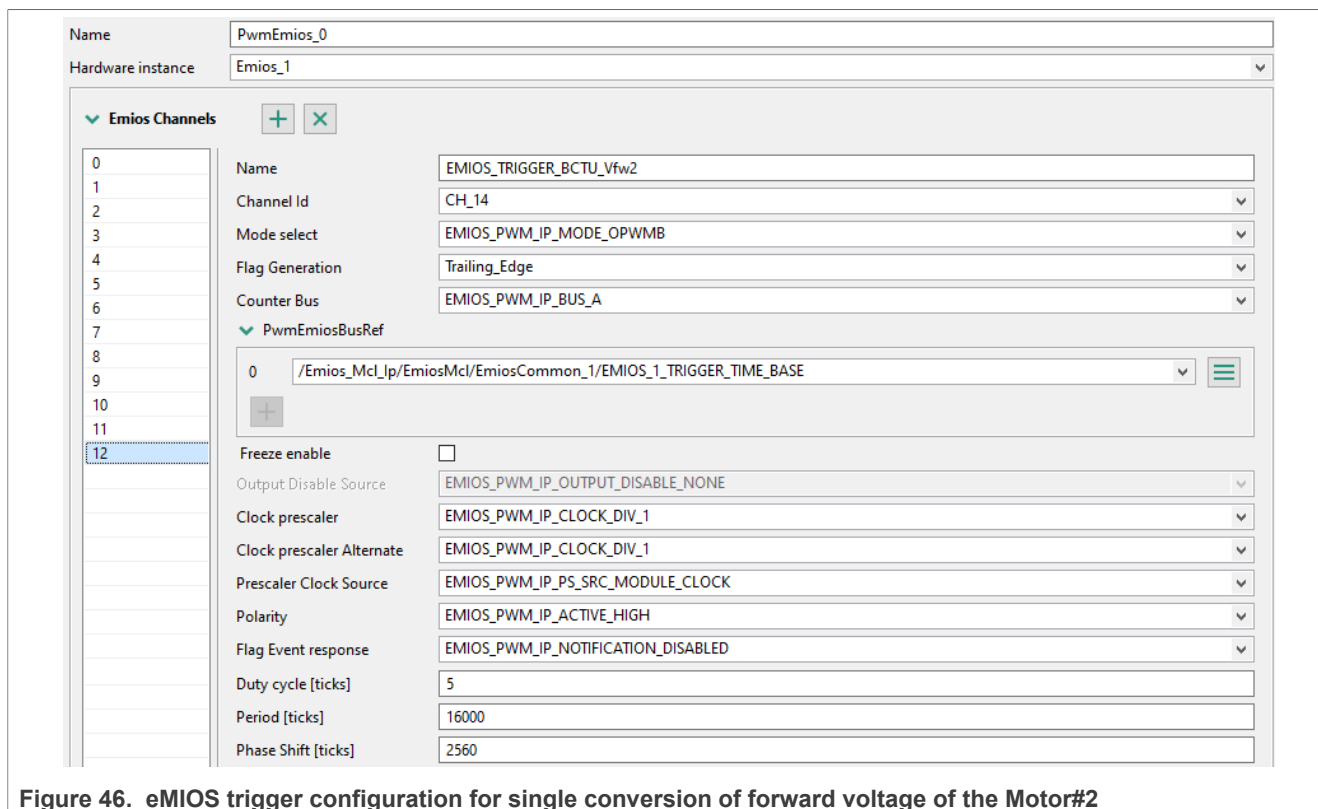 Name PwmEmios_0
Hardware instance Emios_1
Emios Channels
0
1
2
3
4
5
6
7
8
9
10
11
12
Name EMIOS_TRIGGER_BCTU_Vfw2
Channel Id CH_14
Mode select EMIOS_PWM_IP_MODE_OPWMB
Flag Generation Trailing_Edge
Counter Bus EMIOS_PWM_IP_BUS_A
PwmEmiosBusRef
0 /Emios_Mcl_Ip/EmiosMcl/EmiosCommon_1/EMIOS_1_TRIGGER_TIME_BASE
Freeze enable
Output Disable Source EMIOS_PWM_IP_OUTPUT_DISABLE_NONE
Clock prescaler EMIOS_PWM_IP_CLOCK_DIV_1
Clock prescaler Alternate EMIOS_PWM_IP_CLOCK_DIV_1
Prescaler Clock Source EMIOS_PWM_IP_PS_SRC_MODULE_CLOCK
Polarity EMIOS_PWM_IP_ACTIVE_HIGH
Flag Event response EMIOS_PWM_IP_NOTIFICATION_DISABLED
Duty cycle [ticks] 5
Period [ticks] 16000
Phase Shift [ticks] 2560
Figure 46. eMIOS trigger configuration for single conversion of forward voltage of the Motor#2